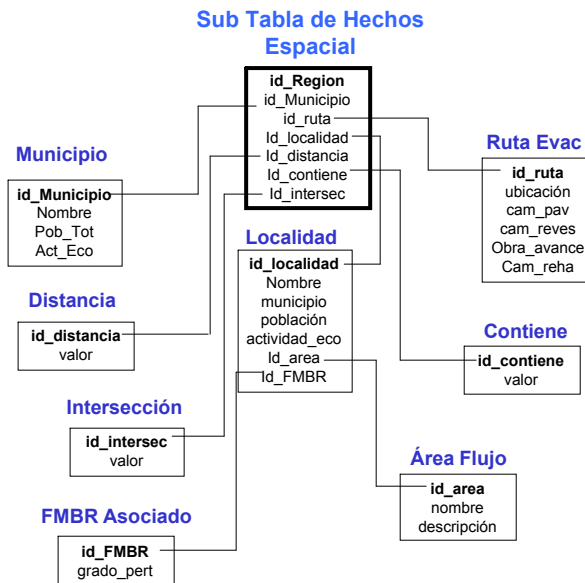 Sub Tabla de Hechos
Espacial
id_Region
id_Municipio
id_ruta
Id_localidad
Id_distancia
Id_contiene
Id_intersec
Municipio
id_Municipio
Nombre
Pob_Tot
Act_Eco
Ruta Evac
id_ruta
ubicación
cam_pav
cam_reves
Obra_avance
Cam_reha
Localidad
id_localidad
Nombre
municipio
población
actividad_eco
Id_area
Id_FMBR
Distancia
id_distancia
valor
Contiene
id_contiene
valor
Intersección
id_intersec
valor
Área Flujo
id_area
nombre
descripción
FMBR Asociado
id_FMBR
grado_pert